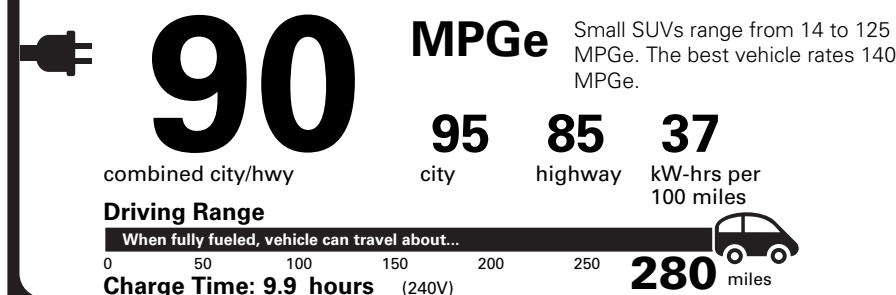 90
MPGe
Small SUVs range from 14 to 125
MPGe. The best vehicle rates 140
MPGe.
95 85 37
combined city/hwy city highway kW-hrs per
100 miles
Driving Range
When fully fueled, vehicle can travel about...
0 50 100 150 200 250 280 miles
Charge Time: 9.9 hours (240V)